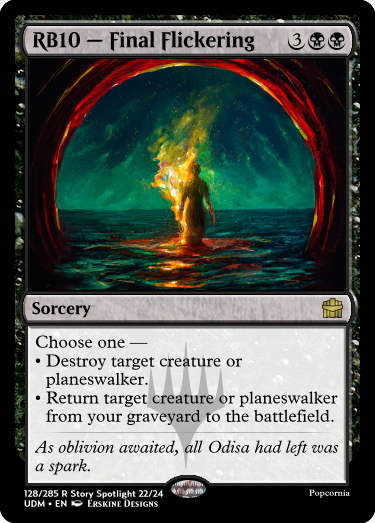 RB10 — Final Flickering 3
Sorcery
Choose one —
• Destroy target creature or
planeswalker.
• Return target creature or planeswalker
from your graveyard to the battlefield.
As oblivion awaited, all Odisa had left was
a spark.
128/285 R Story Spotlight 22/24
Popcornia
UDM • EN Erskine Designs